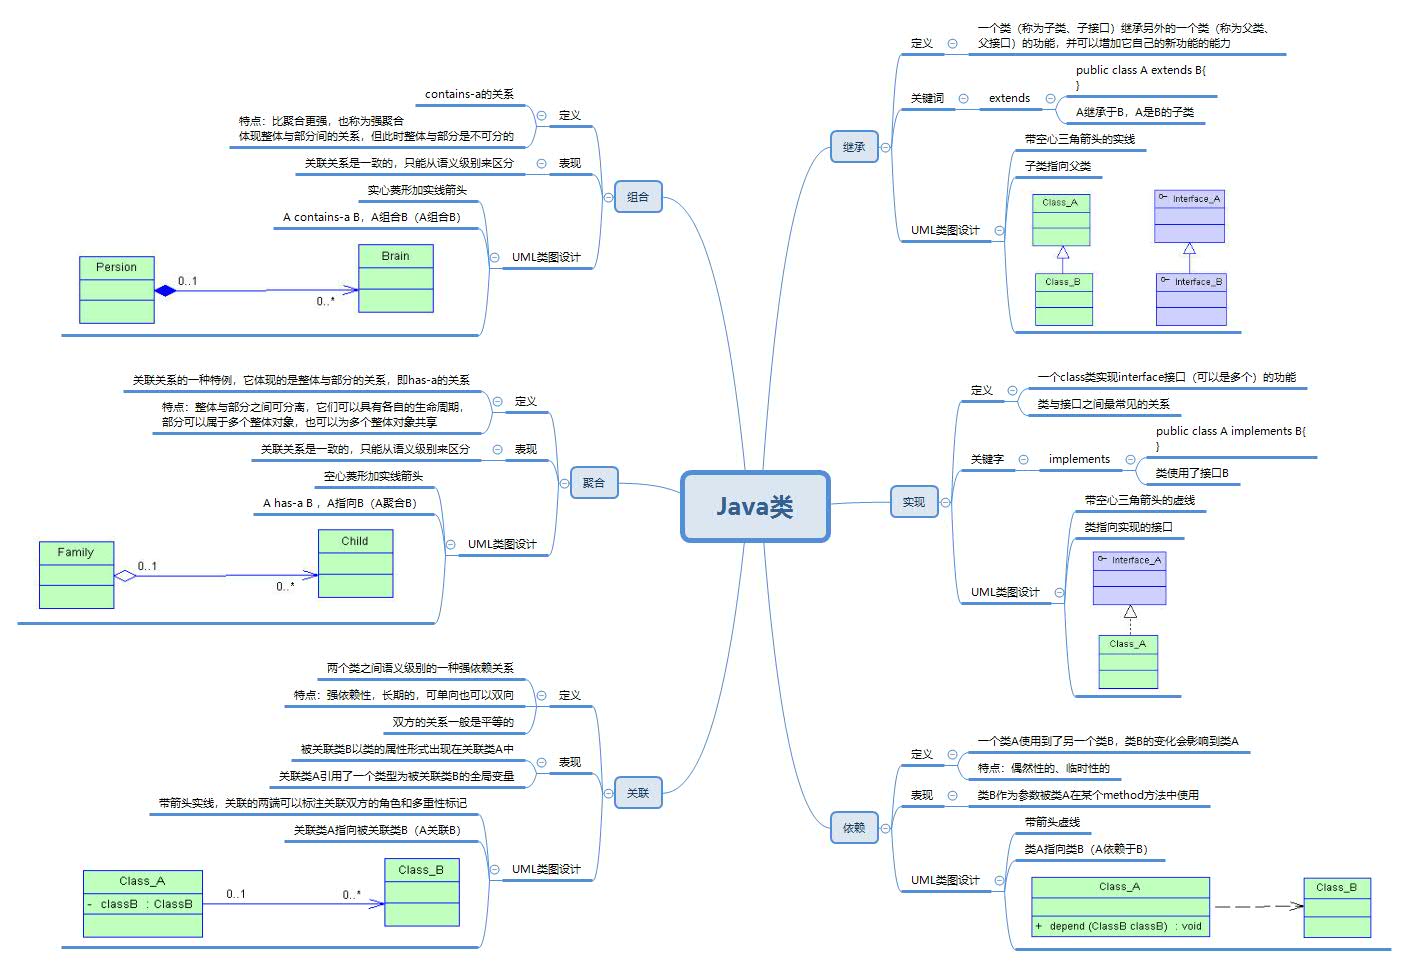 Java类
继承
定义
一个类（称为子类、子接口）继承另外的一个类（称为父类、
父接口）的功能，并可以增加它自己的新功能的能力
关键词
extends
public class A extends B{
}
A继承于B，A是B的子类
UML类图设计
带空心三角箭头的实线
子类指向父类
Class_A
Class_B
Interface_A
Interface_B
实现
定义
一个class类实现interface接口（可以是多个）的功能
类与接口之间最常见的关系
关键字
implements
public class A implements B{
}
类使用了接口B
UML类图设计
带空心三角箭头的虚线
类指向实现的接口
Interface_A
Class_A
依赖
定义
一个类A使用到了另一个类B，类B的变化会影响到类A
特点：偶然性的、临时性的
表现
类B作为参数被类A在某个method方法中使用
UML类图设计
带箭头虚线
类A指向类B（A依赖于B）
Class_A
+ depend (ClassB classB) : void
Class_B
组合
定义
contains-a的关系
特点：比聚合更强，也称为强聚合
体现整体与部分间的关系，但此时整体与部分是不可分的
表现
关联关系是一致的，只能从语义级别来区分
UML类图设计
实心菱形加实线箭头
A contains-a B，A组合B（A组合B）
Persion
0..1
0..*
Brain
聚合
定义
关联关系的一种特例，它体现的是整体与部分的关系，即has-a的关系
特点：整体与部分之间可分离，它们可以具有各自的生命周期，
部分可以属于多个整体对象，也可以为多个整体对象共享
表现
关联关系是一致的，只能从语义级别来区分
UML类图设计
空心菱形加实线箭头
A has-a B ，A指向B（A聚合B）
Family
0..1
0..*
Child
关联
定义
两个类之间语义级别的一种强依赖关系
特点：强依赖性，长期的，可单向也可以双向
双方的关系一般是平等的
表现
被关联类B以类的属性形式出现在关联类A中
关联类A引用了一个类型为被关联类B的全局变量
UML类图设计
带箭头实线，关联的两端可以标注关联双方的角色和多重性标记
关联类A指向被关联类B（A关联B）
Class_A
- classB : ClassB
0..1
0..*
Class_B